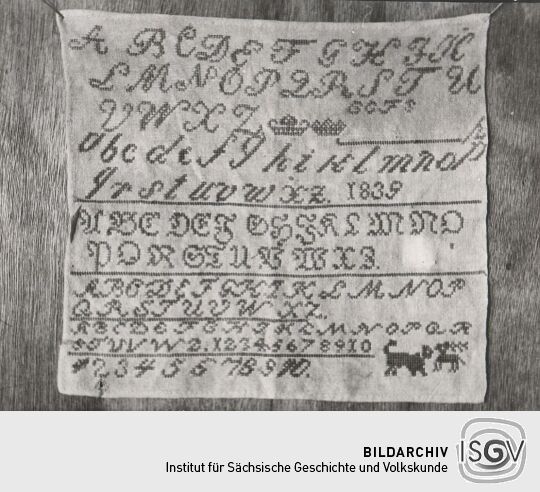 A B C D E F G H I K
L M N O P Q R S T U
V W X Z
S C F S
a b c d e f g h i k l m n o p
q r s t u v w x z. 1839
A B C D E F G H J K L M N O
P Q R S T U V W X Z.
A B C D E F G H I K L M N O P
Q R S T U V W X Z.
A B C D E F G H I K L M N O P Q R
S T U V W Z. 1 2 3 4 5 6 7 8 9 10
1 2 3 4 5 6 7 8 9 10.
BILDARCHIV
Institut für Sächsische Geschichte und Volkskunde
ISGV